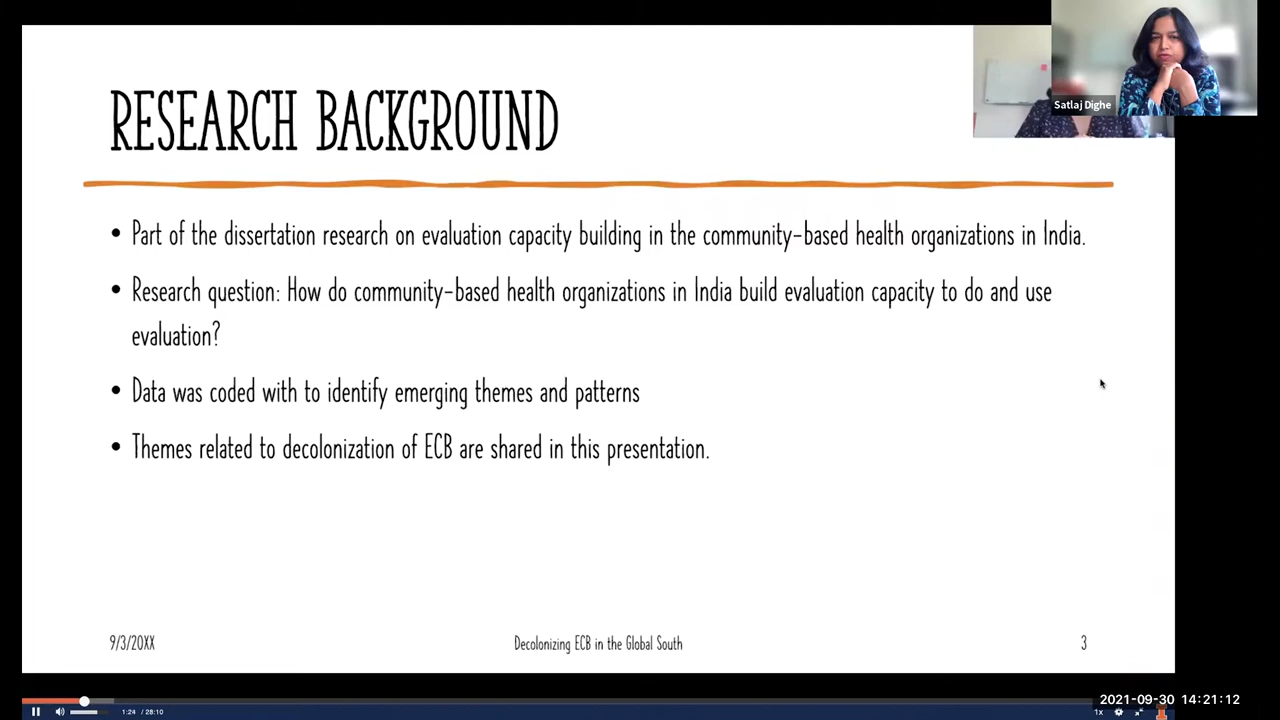 Satlaj Dighe
RESEARCH BACKGROUND
• Part of the dissertation research on evaluation capacity building in the community-based health organizations in India.
• Research question: How do community-based health organizations in India build evaluation capacity to do and use
evaluation?
• Data was coded with to identify emerging themes and patterns
• Themes related to decolonization of ECB are shared in this presentation.
9/3/20XX
Decolonizing ECB in the Global South
3
2021-09-30 14:21:12
1:24 / 28:10
1x